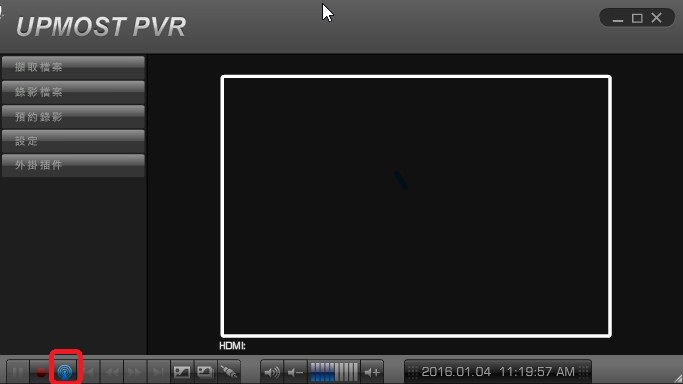 UPMOST PVR
擷取檔案
錄影檔案
預約錄影
設定
外掛插件
HDMI:
2016.01.04 11:19:57 AM